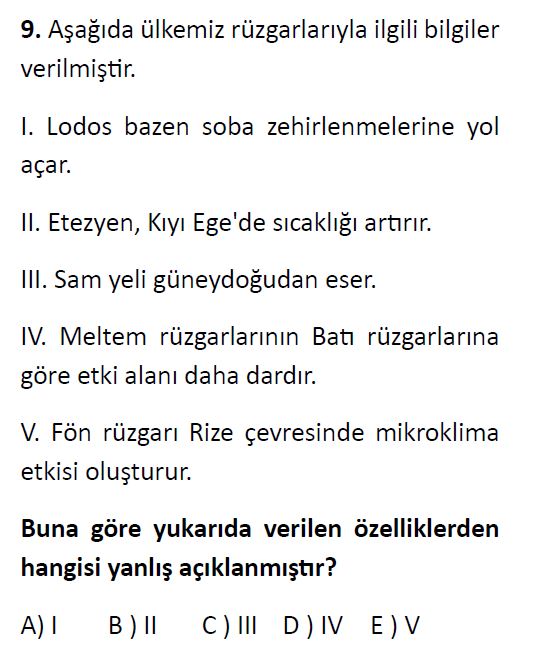 9. Aşağıda ülkemiz rüzgarlarıyla ilgili bilgiler
verilmiştir.
I. Lodos bazen soba zehirlenmelerine yol
açar.
II. Etezyen, Kıyı Ege'de sıcaklığı artırır.
III. Sam yeli güneydoğudan eser.
IV. Meltem rüzgarlarının Batı rüzgarlarına
göre etki alanı daha dardır.
V. Fön rüzgarı Rize çevresinde mikroklima
etkisi oluşturur.
Buna göre yukarıda verilen özelliklerden
hangisi yanlış açıklanmıştır?
A) I B ) II C ) III D ) IV E ) V